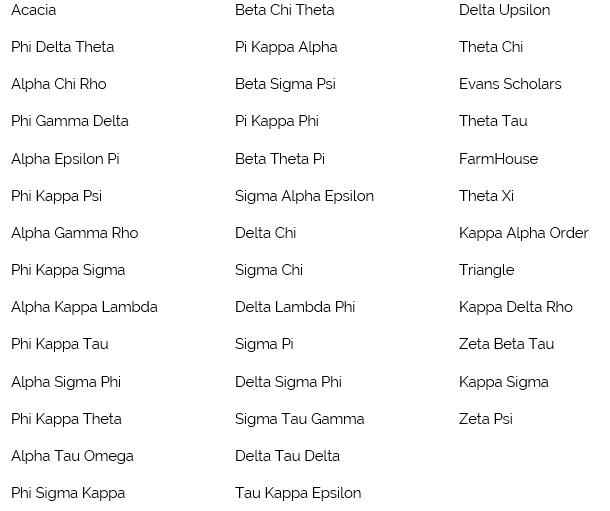 Acacia
Phi Delta Theta
Alpha Chi Rho
Phi Gamma Delta
Alpha Epsilon Pi
Phi Kappa Psi
Alpha Gamma Rho
Phi Kappa Sigma
Alpha Kappa Lambda
Phi Kappa Tau
Alpha Sigma Phi
Phi Kappa Theta
Alpha Tau Omega
Phi Sigma Kappa
Beta Chi Theta
Pi Kappa Alpha
Beta Sigma Psi
Pi Kappa Phi
Beta Theta Pi
Sigma Alpha Epsilon
Delta Chi
Sigma Chi
Delta Lambda Phi
Sigma Pi
Delta Sigma Phi
Sigma Tau Gamma
Delta Tau Delta
Tau Kappa Epsilon
Delta Upsilon
Theta Chi
Evans Scholars
Theta Tau
FarmHouse
Theta Xi
Kappa Alpha Order
Triangle
Kappa Delta Rho
Zeta Beta Tau
Kappa Sigma
Zeta Psi